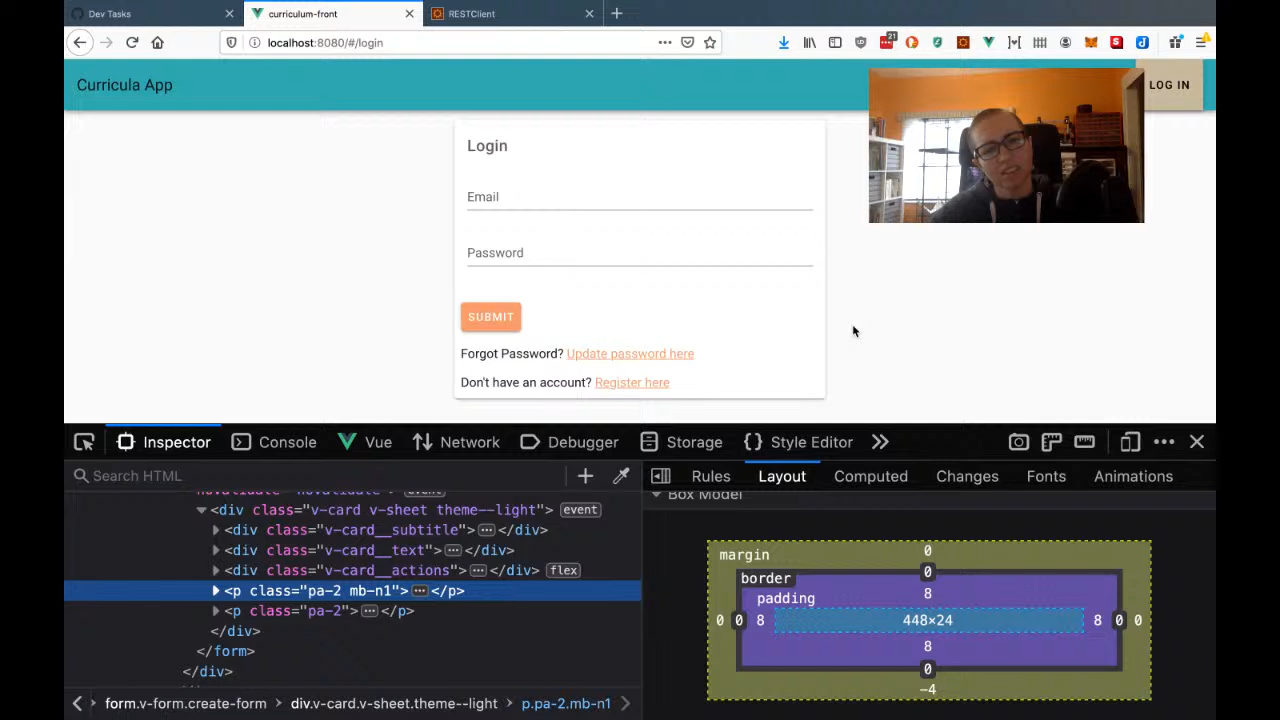 Dev Tasks
curriculum-front
RESTClient
localhost:8080/#/login
21
Curricula App
LOG IN
Login
Email
Password
SUBMIT
Forgot Password? Update password here
Don't have an account? Register here
Inspector
Console
Vue
Network
Debugger
Storage
Style Editor
Search HTML
Rules
Layout
Computed
Changes
Fonts
Animations
novalidate="novalidate"> event
<div class="v-card v-sheet theme--light"> event
<div class="v-card__subtitle">...</div>
<div class="v-card__text">...</div>
<div class="v-card__actions">...</div> flex
<p class="pa-2 mb-n1">...</p>
<p class="pa-2">...</p>
</div>
</form>
</div>
form.v-form.create-form
div.v-card.v-sheet.theme--light
p.pa-2.mb-n1
Box Model
margin
0
border
0
padding
8
0 0 8 448×24 8 0 0
8
0
-4